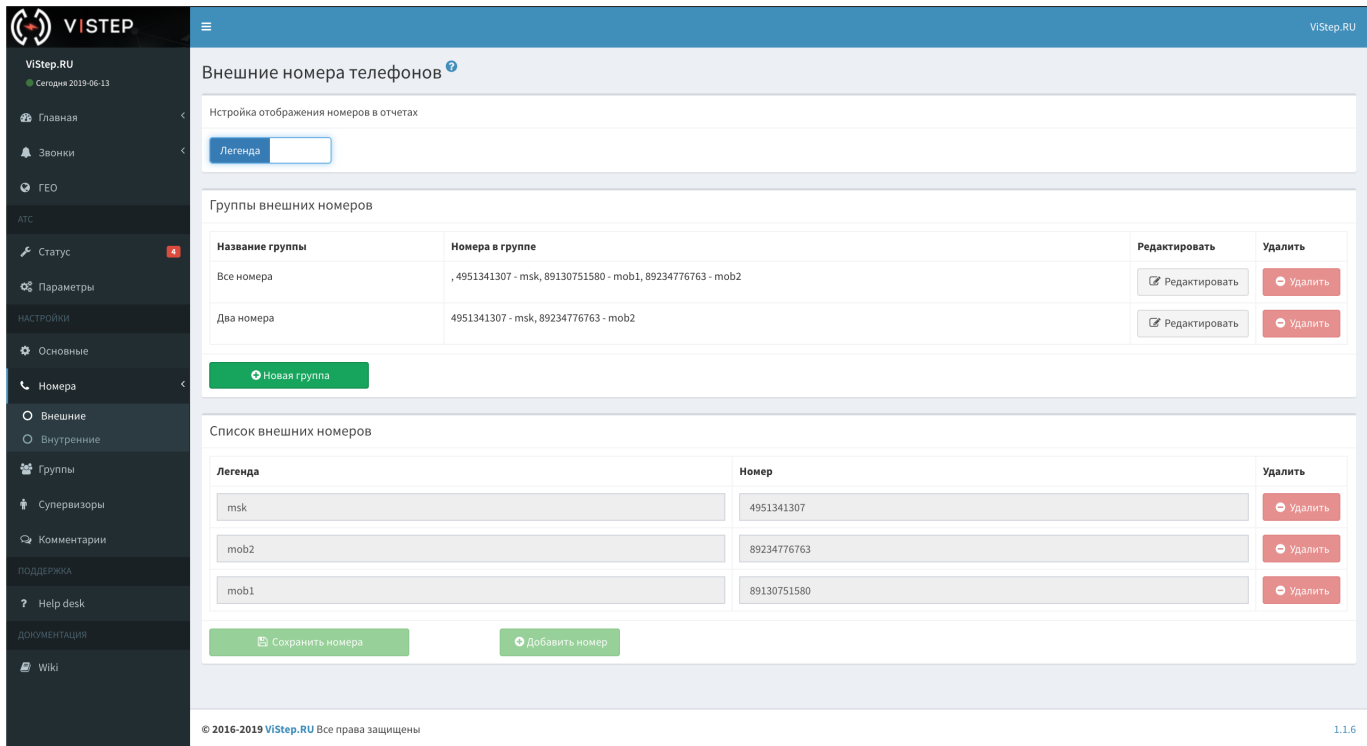 VISTEP
ViStep.RU
ViStep.RU
Сегодня 2019-06-13
Главная
Звонки
ГЕО
АТС
Статус 4
Параметры
НАСТРОЙКИ
Основные
Номера
Внешние
Внутренние
Группы
Супервизоры
Комментарии
ПОДДЕРЖКА
Help desk
ДОКУМЕНТАЦИЯ
Wiki
Внешние номера телефонов
Нстройка отображения номеров в отчетах
Легенда
Группы внешних номеров
Название группы Номера в группе Редактировать Удалить
Все номера , 4951341307 - msk, 89130751580 - mob1, 89234776763 - mob2 Редактировать Удалить
Два номера 4951341307 - msk, 89234776763 - mob2 Редактировать Удалить
Новая группа
Список внешних номеров
Легенда Номер Удалить
msk 4951341307 Удалить
mob2 89234776763 Удалить
mob1 89130751580 Удалить
Сохранить номера Добавить номер
© 2016-2019 ViStep.RU Все права защищены 1.1.6